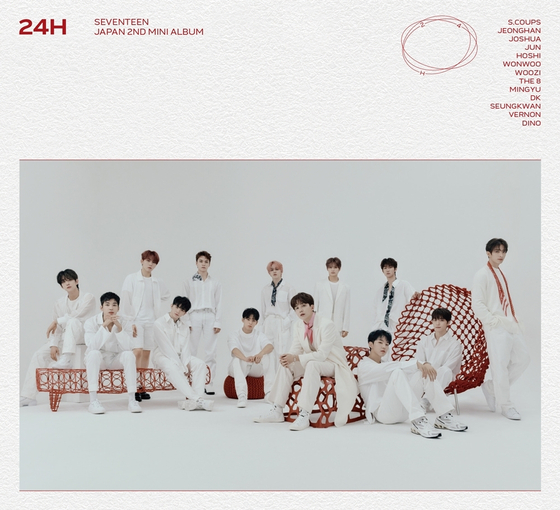 24H
SEVENTEEN
JAPAN 2ND MINI ALBUM
24
H
S.COUPS
JEONGHAN
JOSHUA
JUN
HOSHI
WONWOO
WOOZI
THE 8
MINGYU
DK
SEUNGKWAN
VERNON
DINO